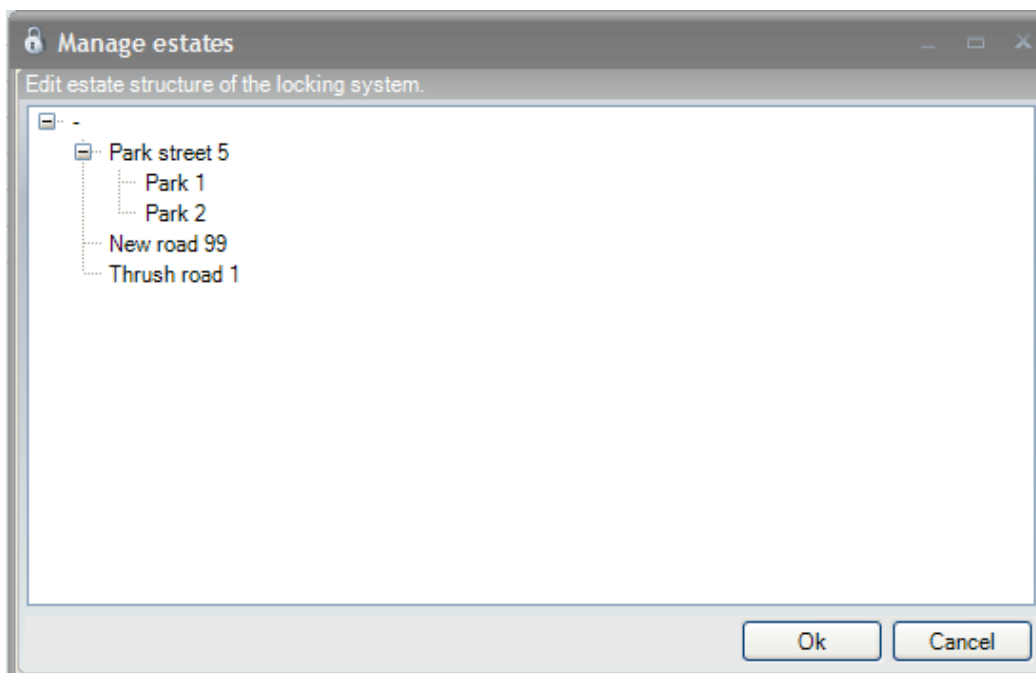 Manage estates
Edit estate structure of the locking system.
-
Park street 5
Park 1
Park 2
New road 99
Thrush road 1
Ok
Cancel